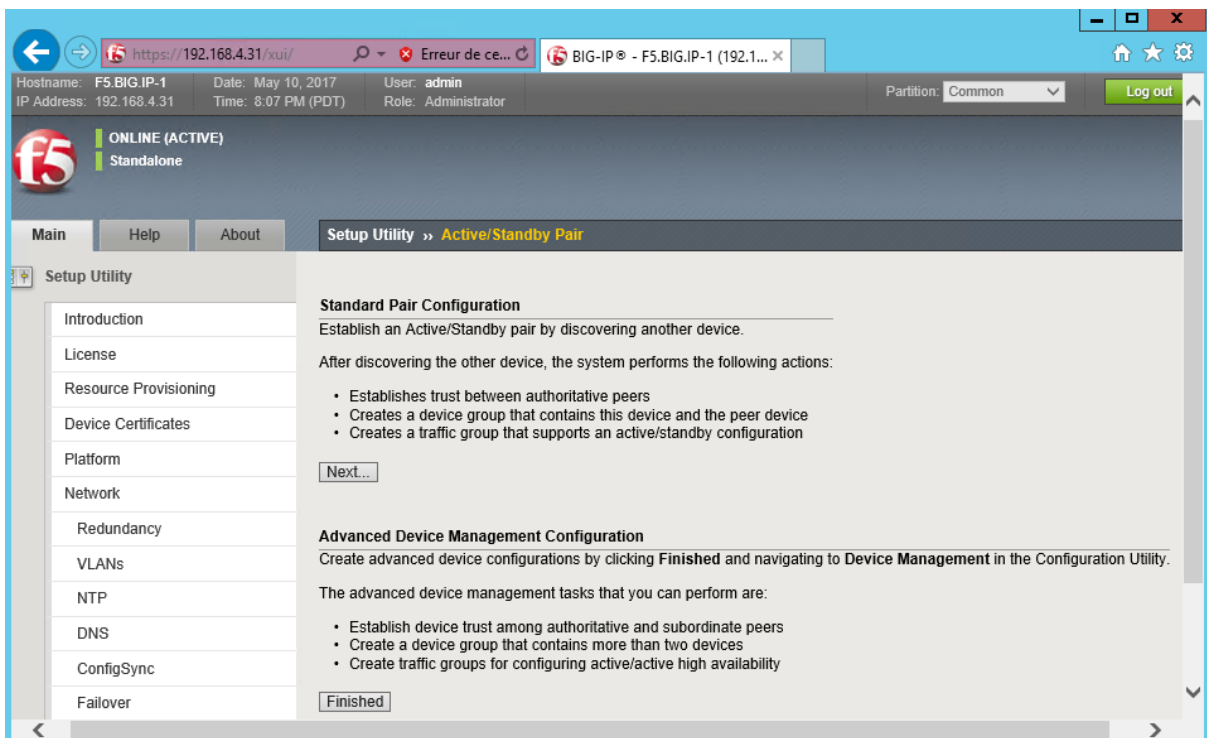 https://192.168.4.31/xui/
Erreur de ce...
BIG-IP® - F5.BIG.IP-1 (192.1...
Hostname: F5.BIG.IP-1 Date: May 10, 2017 User: admin
IP Address: 192.168.4.31 Time: 8:07 PM (PDT) Role: Administrator
Partition: Common
Log out
f5
ONLINE (ACTIVE)
Standalone
Main Help About
Setup Utility ›› Active/Standby Pair
Setup Utility
Introduction
License
Resource Provisioning
Device Certificates
Platform
Network
Redundancy
VLANs
NTP
DNS
ConfigSync
Failover
Standard Pair Configuration
Establish an Active/Standby pair by discovering another device.
After discovering the other device, the system performs the following actions:
• Establishes trust between authoritative peers
• Creates a device group that contains this device and the peer device
• Creates a traffic group that supports an active/standby configuration
Next...
Advanced Device Management Configuration
Create advanced device configurations by clicking Finished and navigating to Device Management in the Configuration Utility.
The advanced device management tasks that you can perform are:
• Establish device trust among authoritative and subordinate peers
• Create a device group that contains more than two devices
• Create traffic groups for configuring active/active high availability
Finished